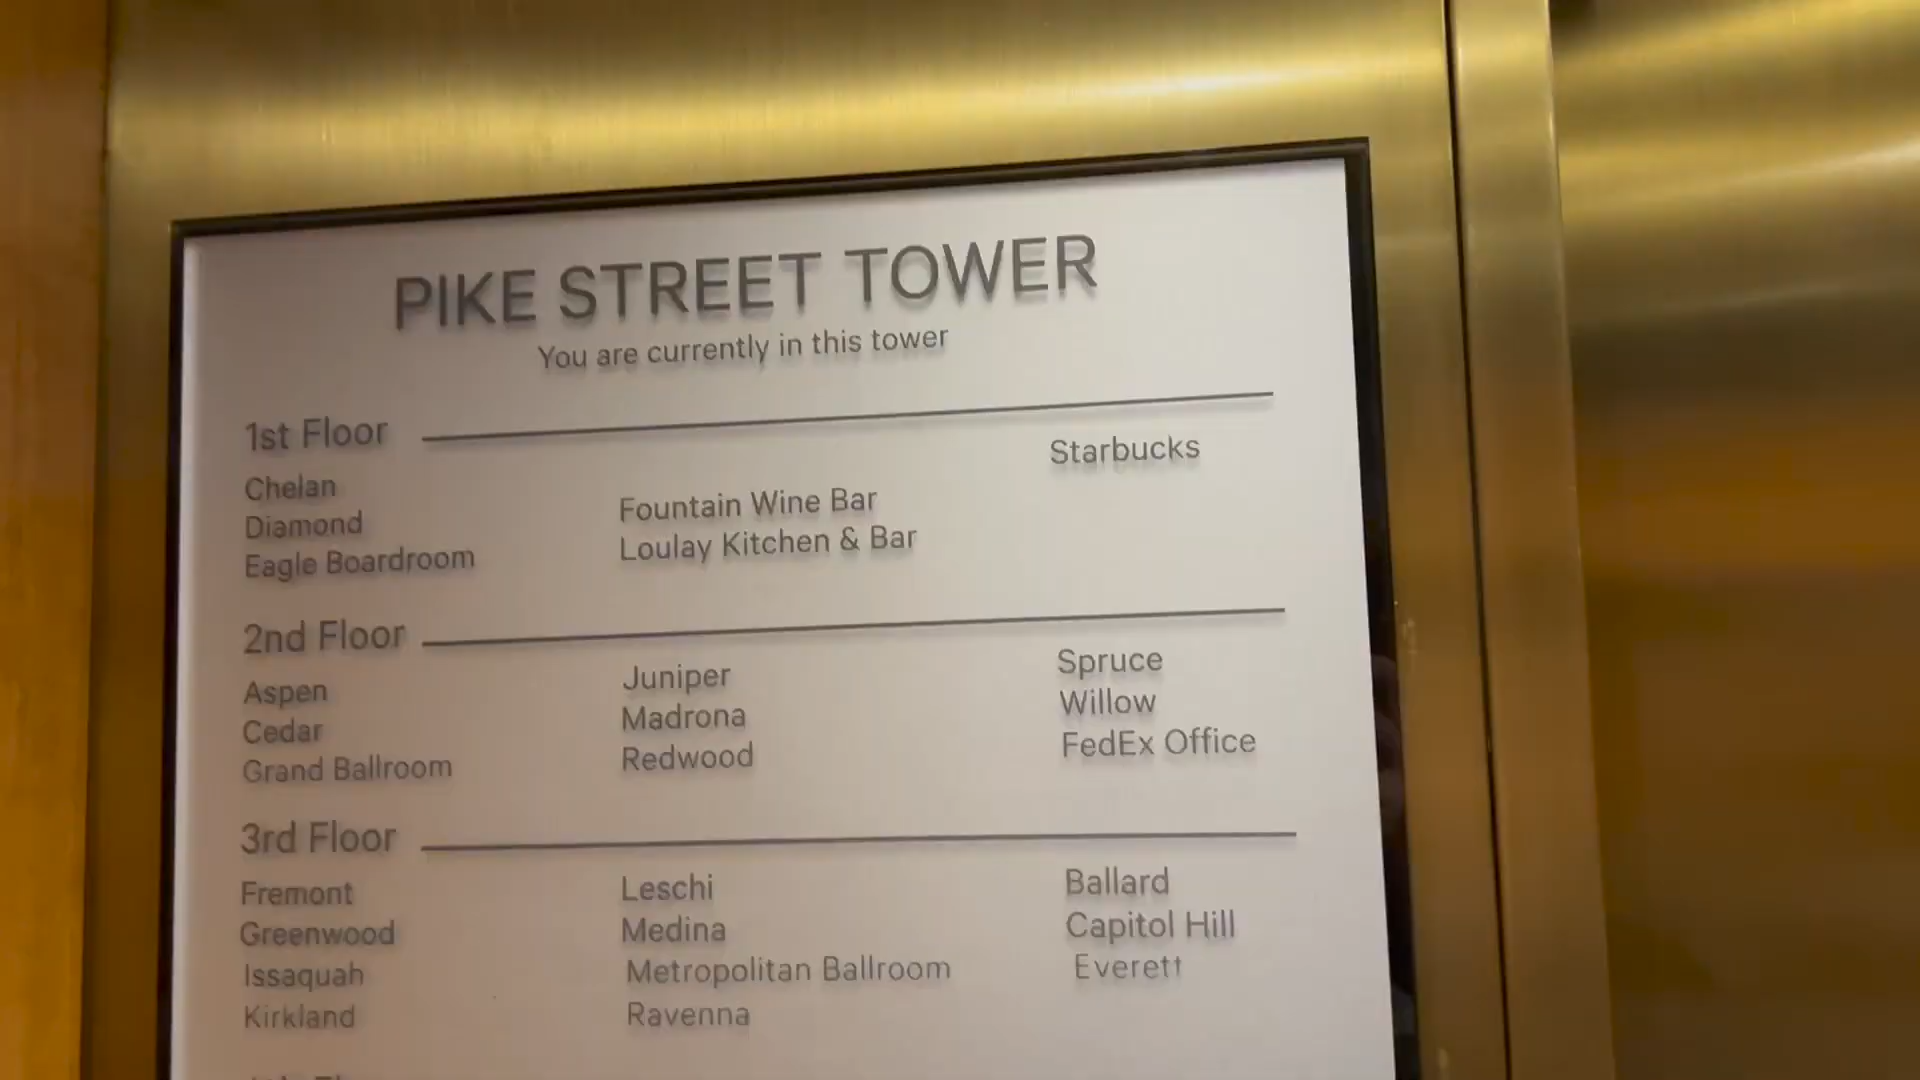 PIKE STREET TOWER
You are currently in this tower
1st Floor
Chelan
Diamond
Eagle Boardroom
Fountain Wine Bar
Loulay Kitchen & Bar
Starbucks
2nd Floor
Aspen
Cedar
Grand Ballroom
Juniper
Madrona
Redwood
Spruce
Willow
FedEx Office
3rd Floor
Fremont
Greenwood
Issaquah
Kirkland
Leschi
Medina
Metropolitan Ballroom
Ravenna
Ballard
Capitol Hill
Everett